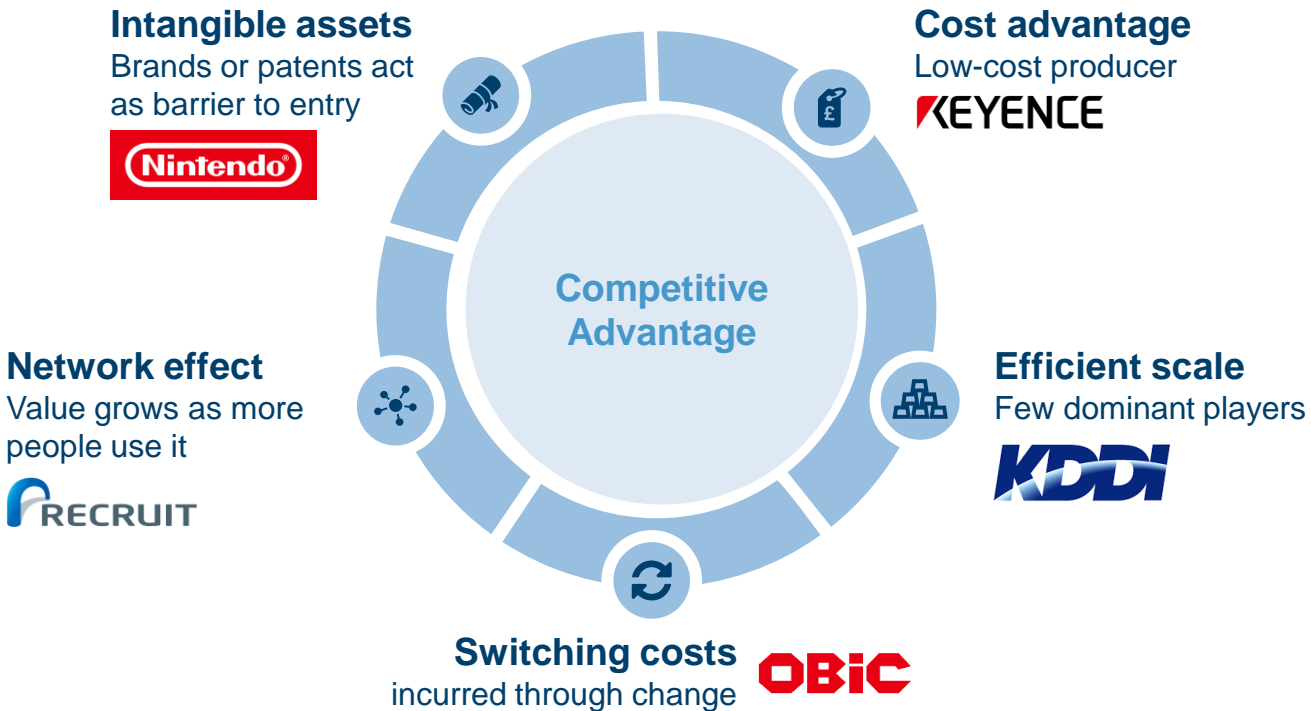 Intangible assets
Brands or patents act
as barrier to entry
Nintendo®
Cost advantage
Low-cost producer
KEYENCE
£
Competitive
Advantage
Network effect
Value grows as more
people use it
RECRUIT
Efficient scale
Few dominant players
KDDI
Switching costs
incurred through change
OBiC